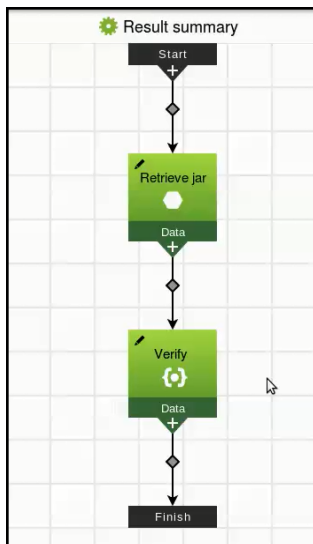 Result summary
Start
Retrieve jar
Data
Verify
Data
Finish